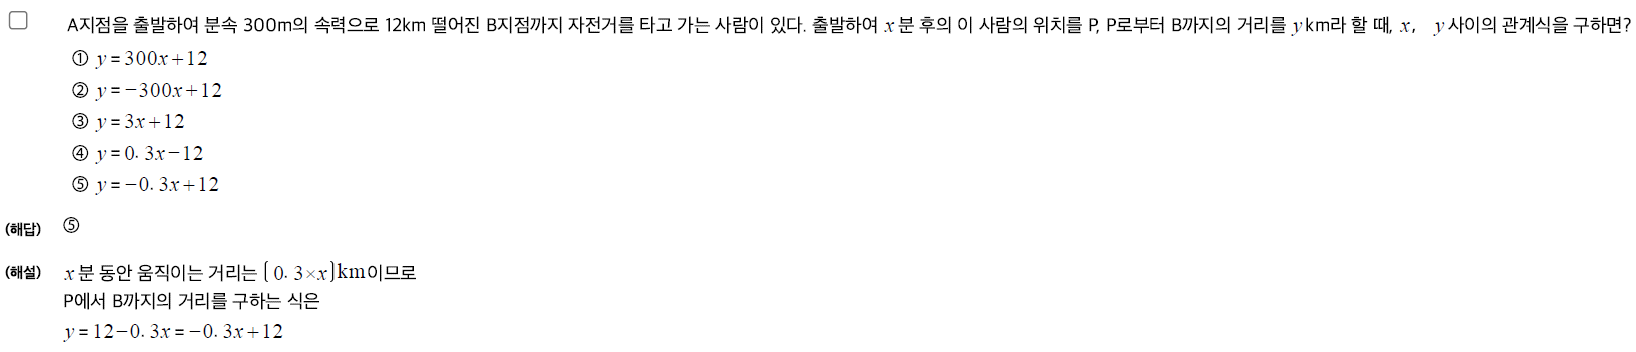 A지점을 출발하여 분속 300m의 속력으로 12km 떨어진 B지점까지 자전거를 타고 가는 사람이 있다. 출발하여 x분 후의 이 사람의 위치를 P, P로부터 B까지의 거리를 y km라 할 때, x, y사이의 관계식을 구하면?
① y=300x+12
② y=−300x+12
③ y=3x+12
④ y=0.3x−12
⑤ y=−0.3x+12
(해답) ⑤
(해설) x분 동안 움직이는 거리는 (0.3×x)km이므로
P에서 B까지의 거리를 구하는 식은
y=12−0.3x=−0.3x+12